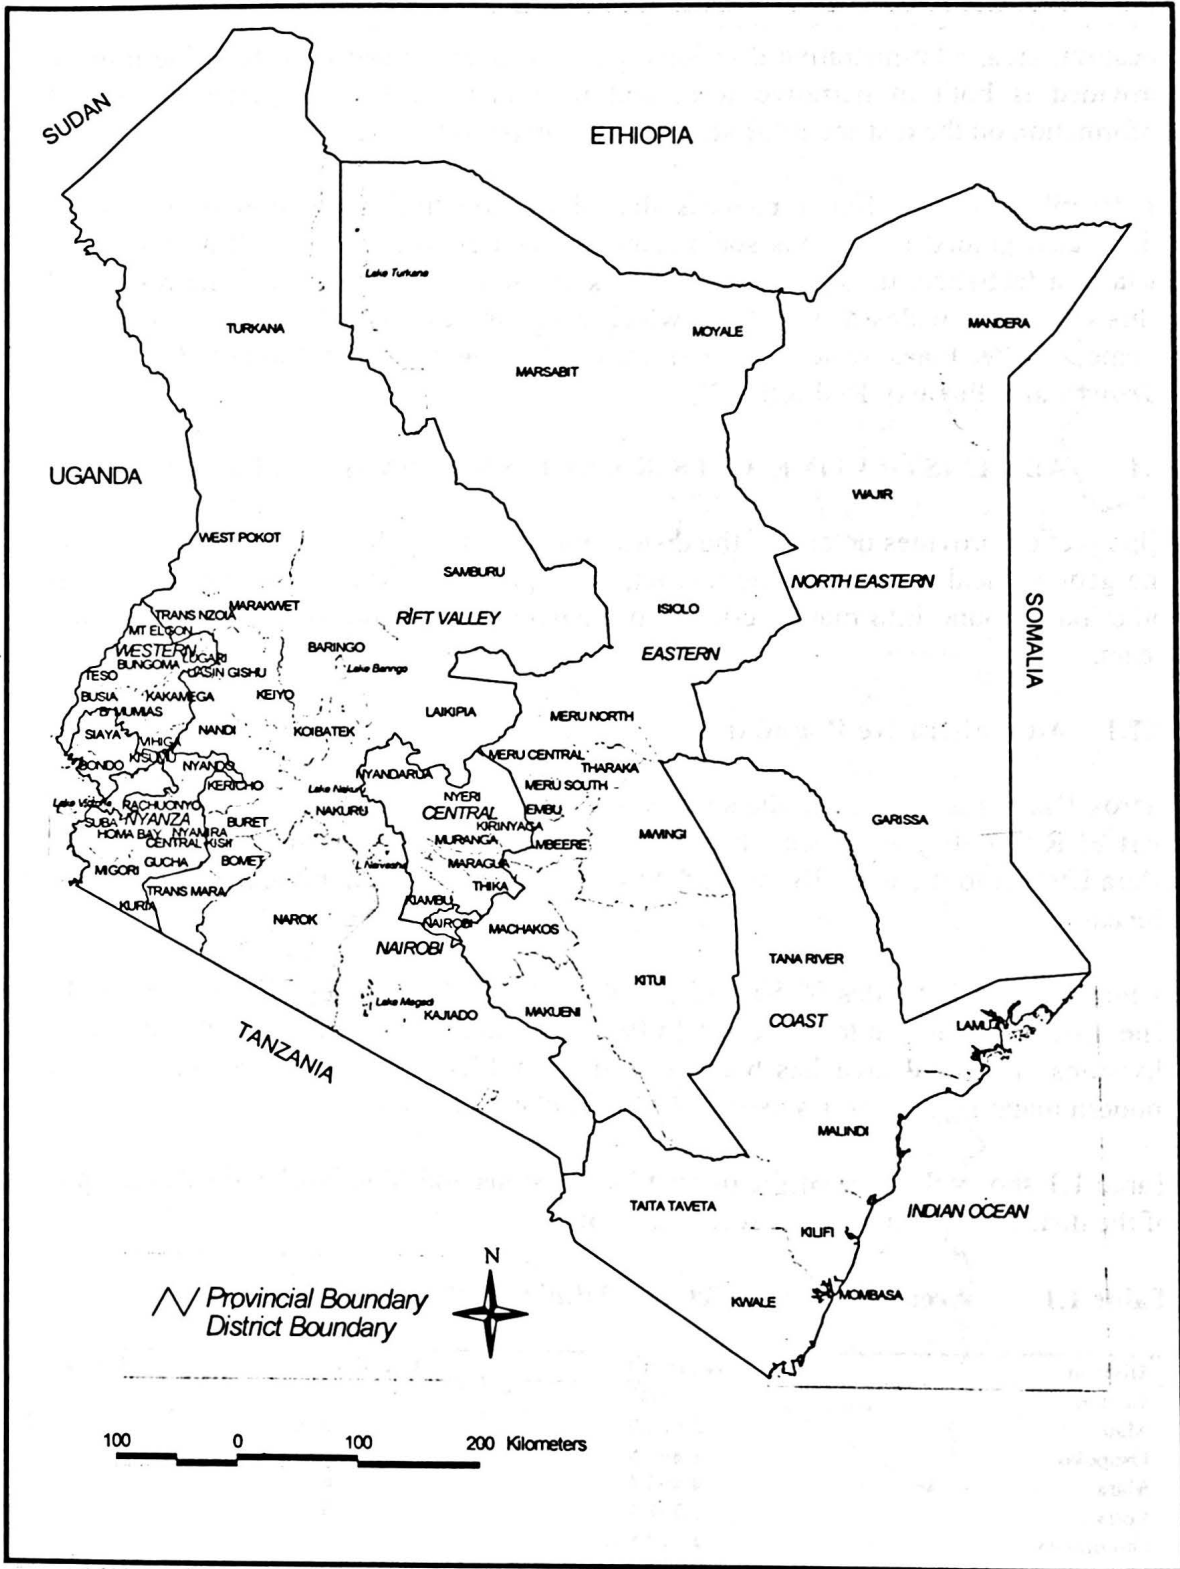 SUDAN
ETHIOPIA
Lake Turkana
TURKANA
MOYALE
MANDERA
MARSABIT
UGANDA
WAJIR
WEST POKOT
SAMBURU
NORTH EASTERN
MARAKWET
TRANS NZOIA
RIFT VALLEY
ISIOLO
SOMALIA
MT ELGON
WESTERN
LUGARI
BARINGO
EASTERN
BUNGOMA
TESO
UASIN GISHU
Lake Baringo
BUSIA
KAKAMEGA
KEIYO
B/ MUMIAS
LAIKIPIA
MERU NORTH
SIAYA
NANDI
KOIBATEK
VIHIGA
KISUMU
MERU CENTRAL
BONDO
NYANDO
NYANDARUA
THARAKA
KERICHO
Lake Nakuru
NYERI
MERU SOUTH
Lake Victoria
RACHUONYO
NAKURU
CENTRAL
EMBU
SUBA
NYANZA
BURET
KIRINYAGA
GARISSA
HOMA BAY
NYAMIRA
MURANGA
MBEERE
MWINGI
CENTRAL KISII
GUCHA
BOMET
L. Naivasha
MARAGUA
MIGORI
TRANS MARA
THIKA
KURIA
KIAMBU
NAROK
NAIROBI
MACHAKOS
NAIROBI
TANA RIVER
KITUI
Lake Magadi
KAJIADO
MAKUENI
COAST
LAMU
TANZANIA
MALINDI
TAITA TAVETA
INDIAN OCEAN
KILIFI
N
Provincial Boundary
District Boundary
KWALE
MOMBASA
100 0 100 200 Kilometers